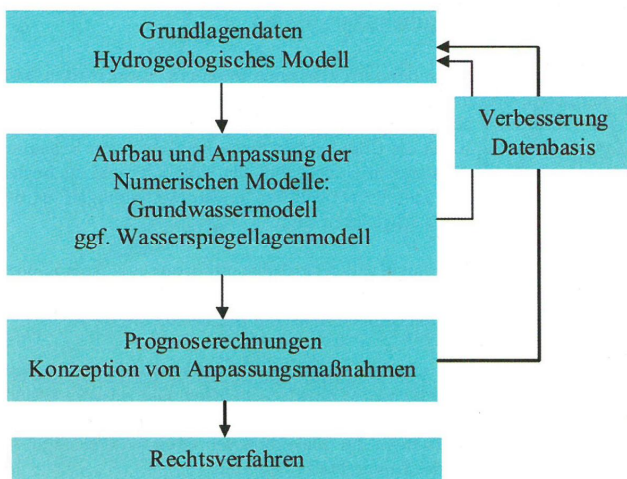 Grundlagendaten
Hydrogeologisches Modell
Verbesserung
Datenbasis
Aufbau und Anpassung der
Numerischen Modelle:
Grundwassermodell
ggf. Wasserspiegellagenmodell
Prognoserechnungen
Konzeption von Anpassungsmaßnahmen
Rechtsverfahren